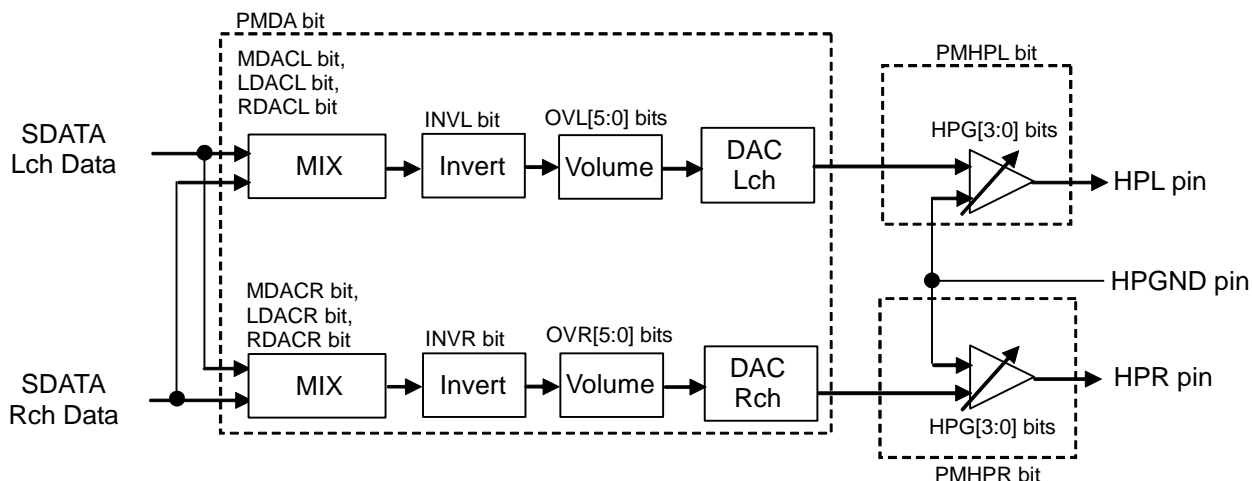 PMDA bit
MDACL bit,
LDACL bit,
RDACL bit
PMHPL bit
SDATA
Lch Data
MIX
INVL bit
Invert
OVL[5:0] bits
Volume
DAC
Lch
HPG[3:0] bits
HPL pin
HPGND pin
MDACR bit,
LDACR bit,
RDACR bit
SDATA
Rch Data
MIX
INVR bit
Invert
OVR[5:0] bits
Volume
DAC
Rch
HPR pin
HPG[3:0] bits
PMHPR bit